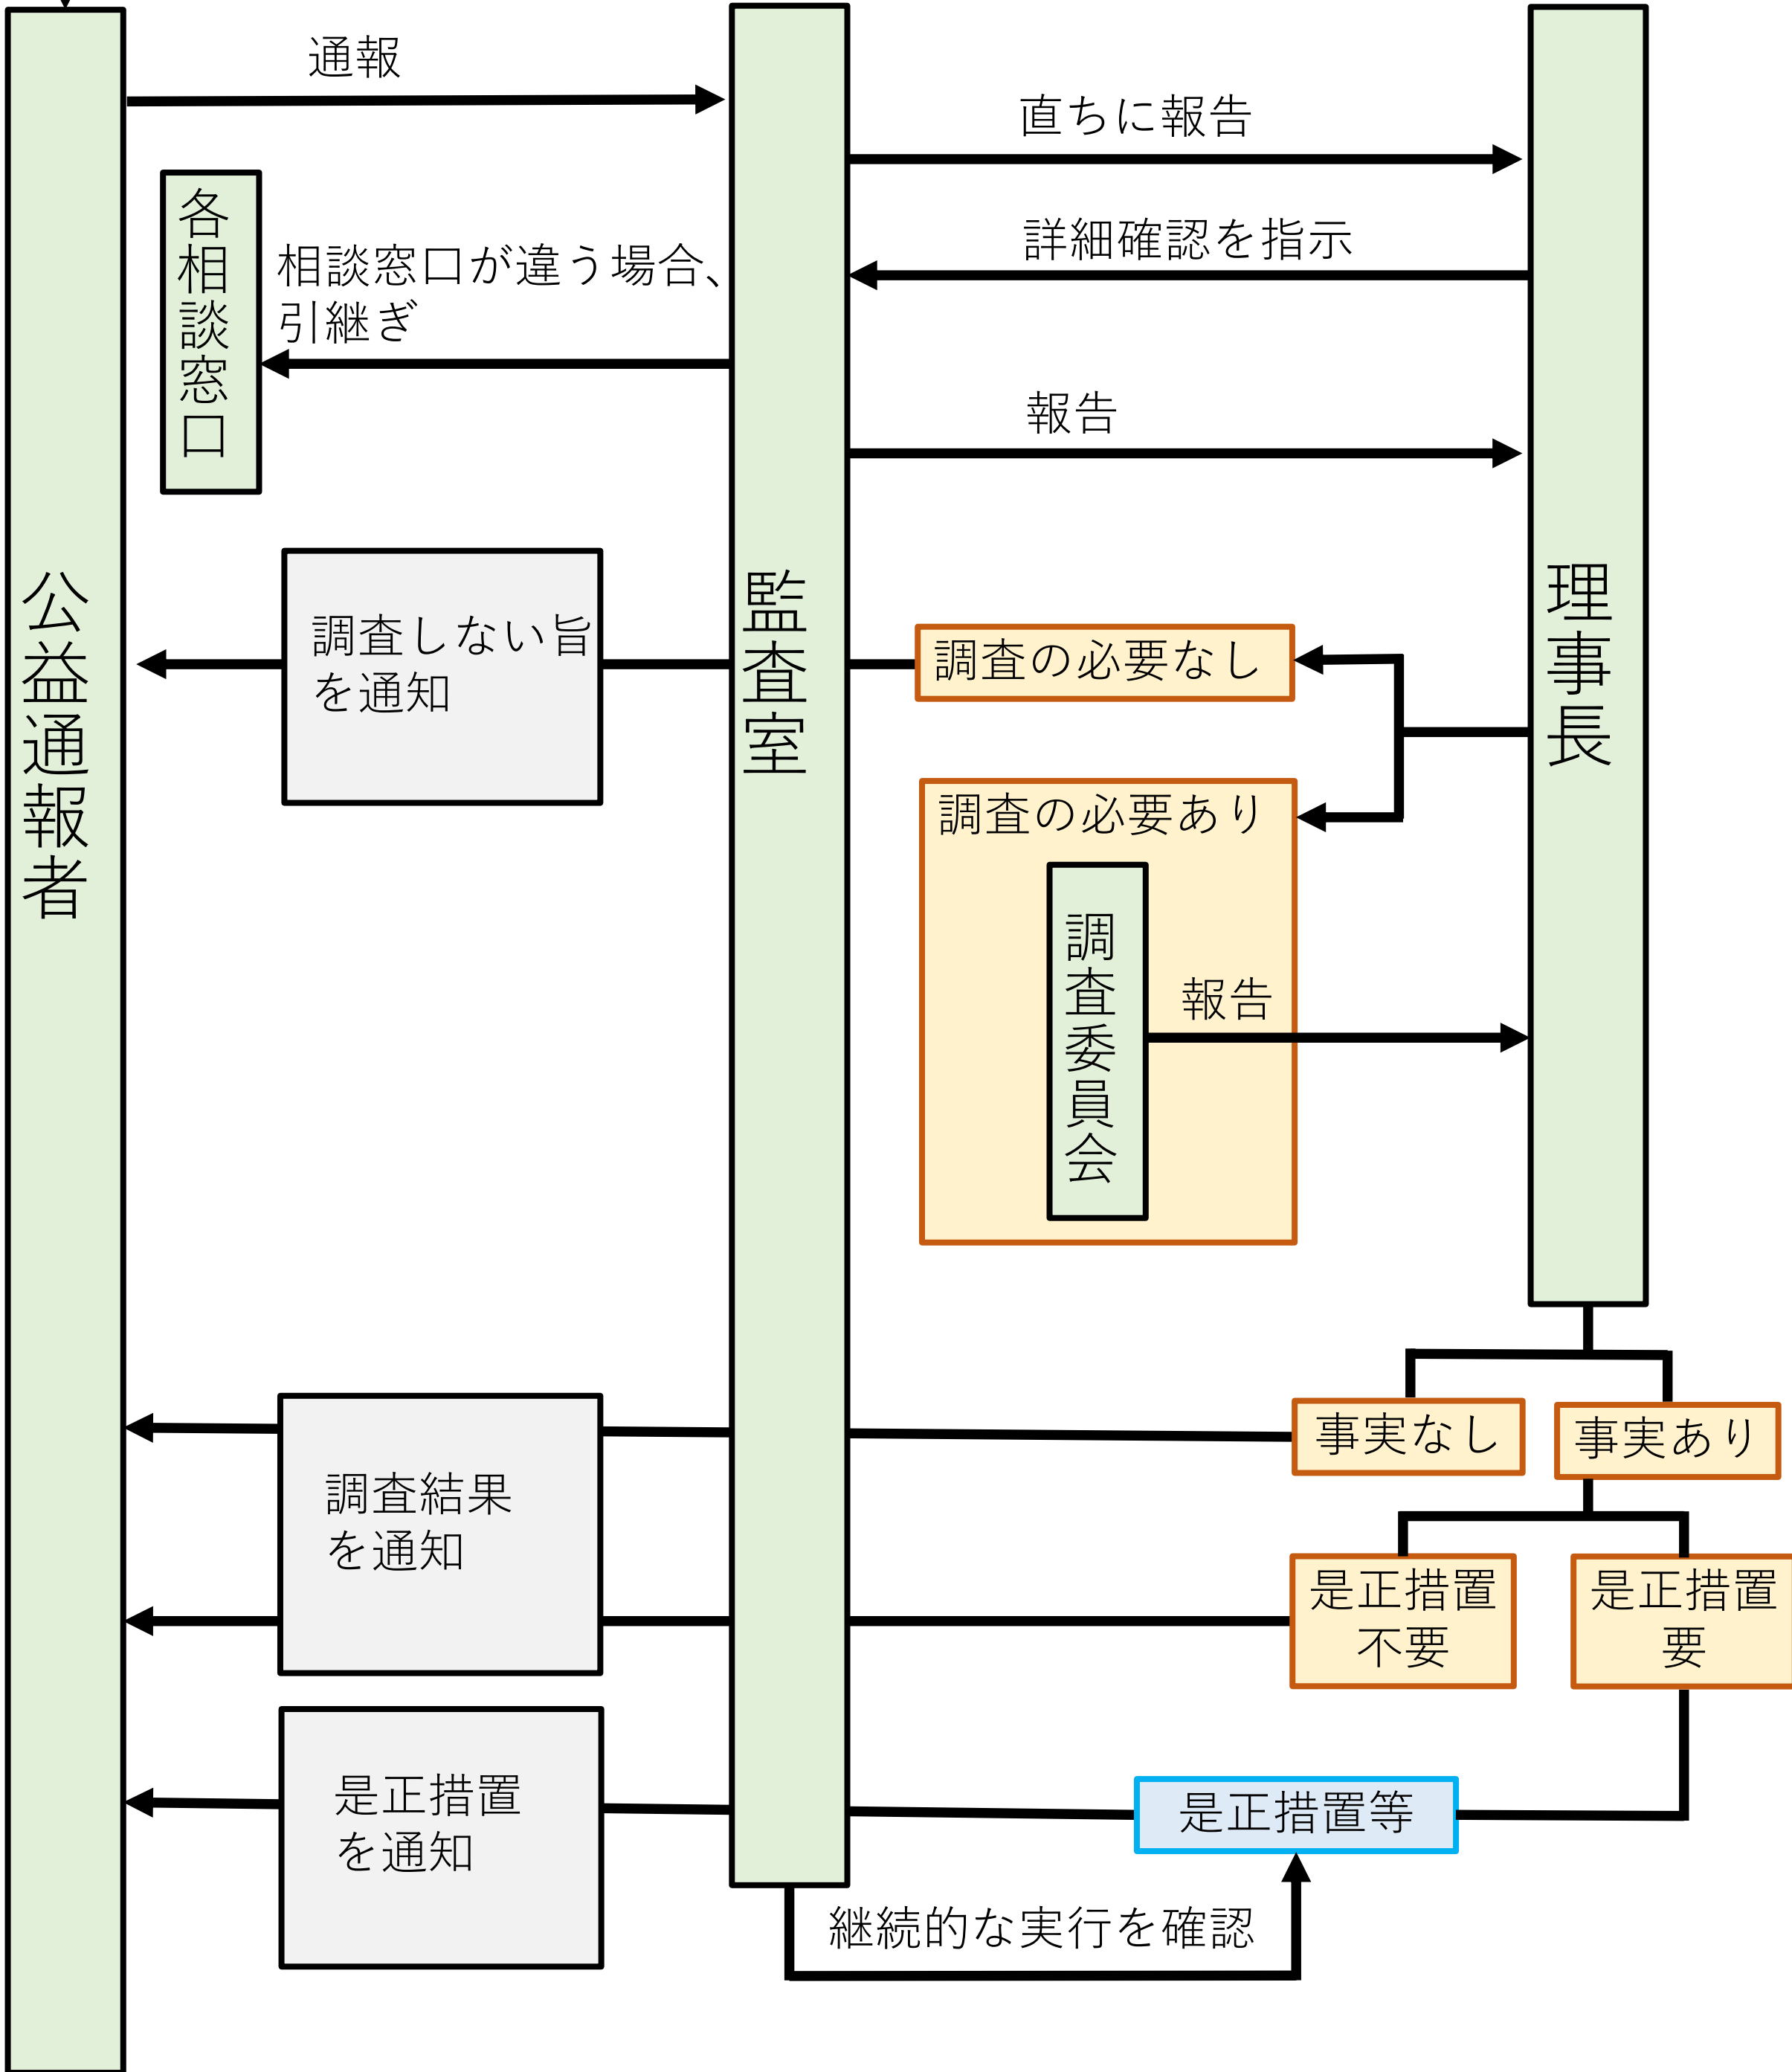 通報
直ちに報告
各相談窓口
詳細確認を指示
相談窓口が違う場合、
引継ぎ
報告
公益通報者
監査室
理事長
調査しない旨
を通知
調査の必要なし
調査の必要あり
調査委員会
報告
事実なし
事実あり
調査結果
を通知
是正措置
不要
是正措置
要
是正措置
を通知
是正措置等
継続的な実行を確認